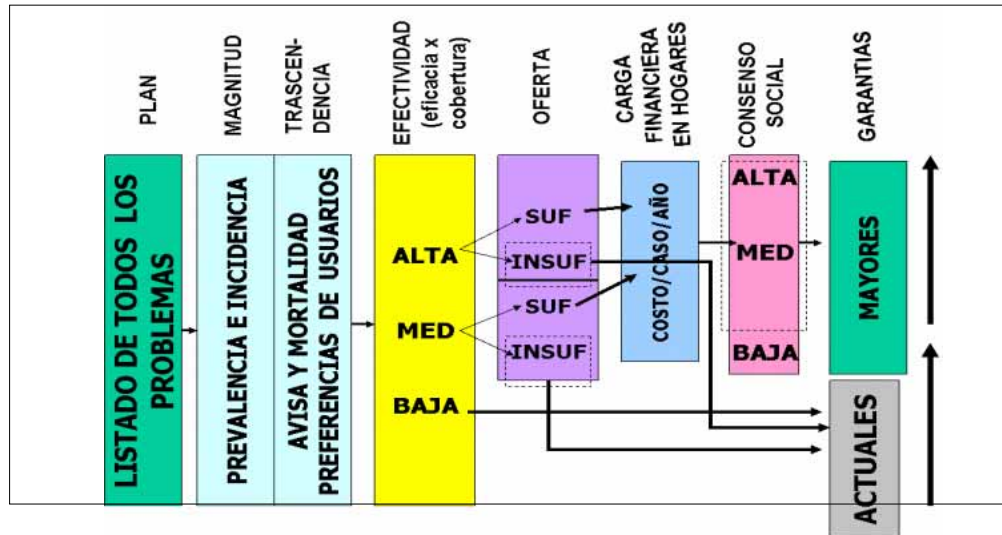 PLAN
MAGNITUD
TRASCEN-
DENCIA
EFECTIVIDAD
(eficacia x
cobertura)
OFERTA
CARGA
FINANCIERA
EN HOGARES
CONSENSO
SOCIAL
GARANTIAS
LISTADO DE TODOS LOS
PROBLEMAS
PREVALENCIA E INCIDENCIA
AVISA Y MORTALIDAD
PREFERENCIAS DE USUARIOS
ALTA
MED
BAJA
SUF
INSUF
SUF
INSUF
COSTO/CASO/AÑO
ALTA
MED
BAJA
MAYORES
ACTUALES